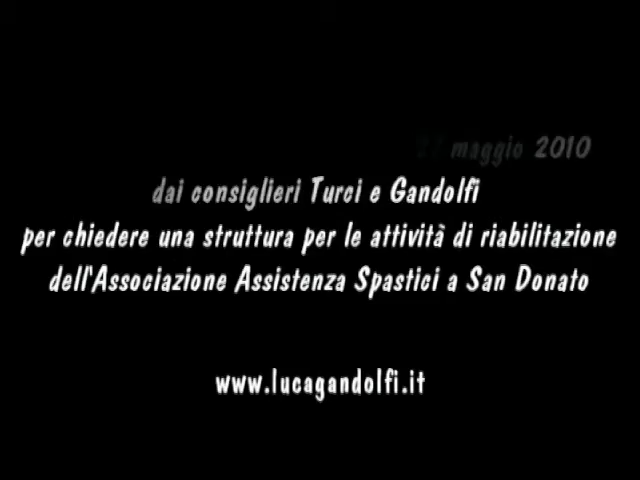 maggio 2010
dai consiglieri Turci e Gandolfi
per chiedere una struttura per le attività di riabilitazione
dell'Associazione Assistenza Spastici a San Donato
www.lucagandolfi.it